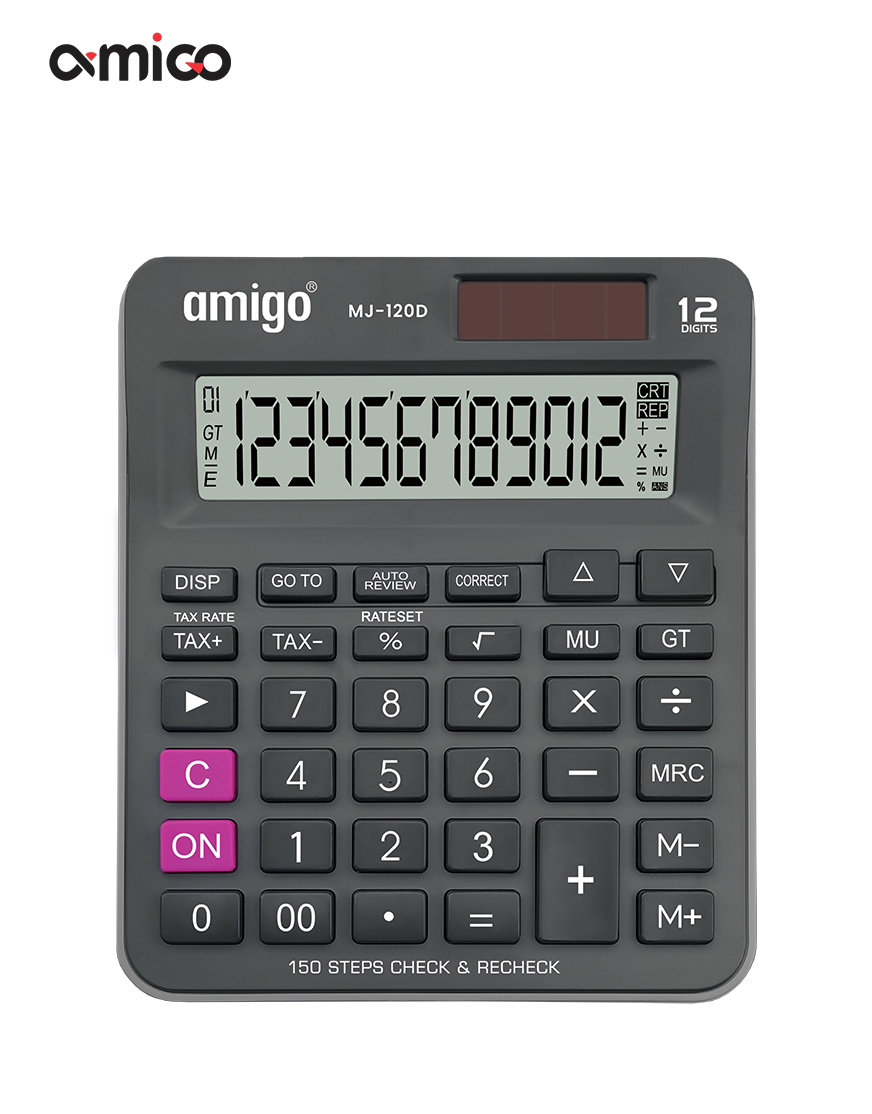 amigo
amigo®
MJ-120D
12
DIGITS
01
GT
M
E
123456789012
CRT
REP
+ −
X ÷
= MU
% ANS
DISP GO TO AUTO REVIEW CORRECT △ ▽
TAX RATE RATESET
TAX+ TAX− % √ MU GT
▶ 7 8 9 X ÷
C 4 5 6 − MRC
ON 1 2 3 + M−
0 00 • = M+
150 STEPS CHECK & RECHECK